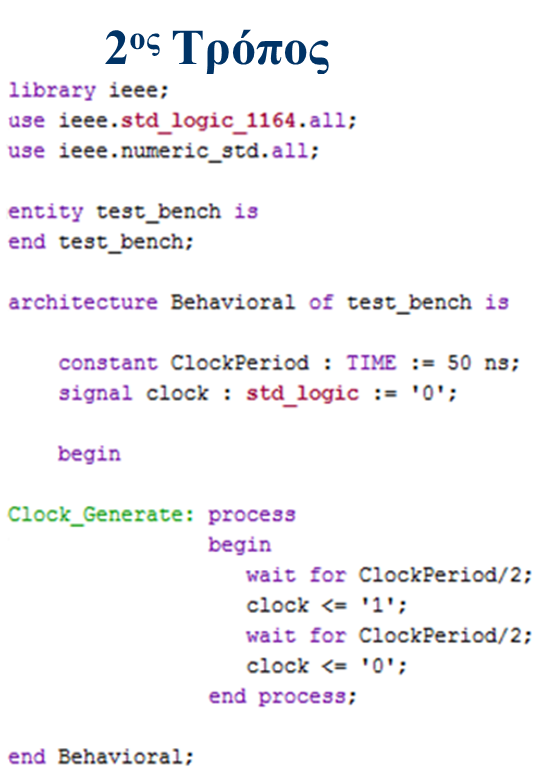 2ος Τρόπος
library ieee;
use ieee.std_logic_1164.all;
use ieee.numeric_std.all;
entity test_bench is
end test_bench;
architecture Behavioral of test_bench is
constant ClockPeriod : TIME := 50 ns;
signal clock : std_logic := '0';
begin
Clock_Generate: process
begin
wait for ClockPeriod/2;
clock <= '1';
wait for ClockPeriod/2;
clock <= '0';
end process;
end Behavioral;